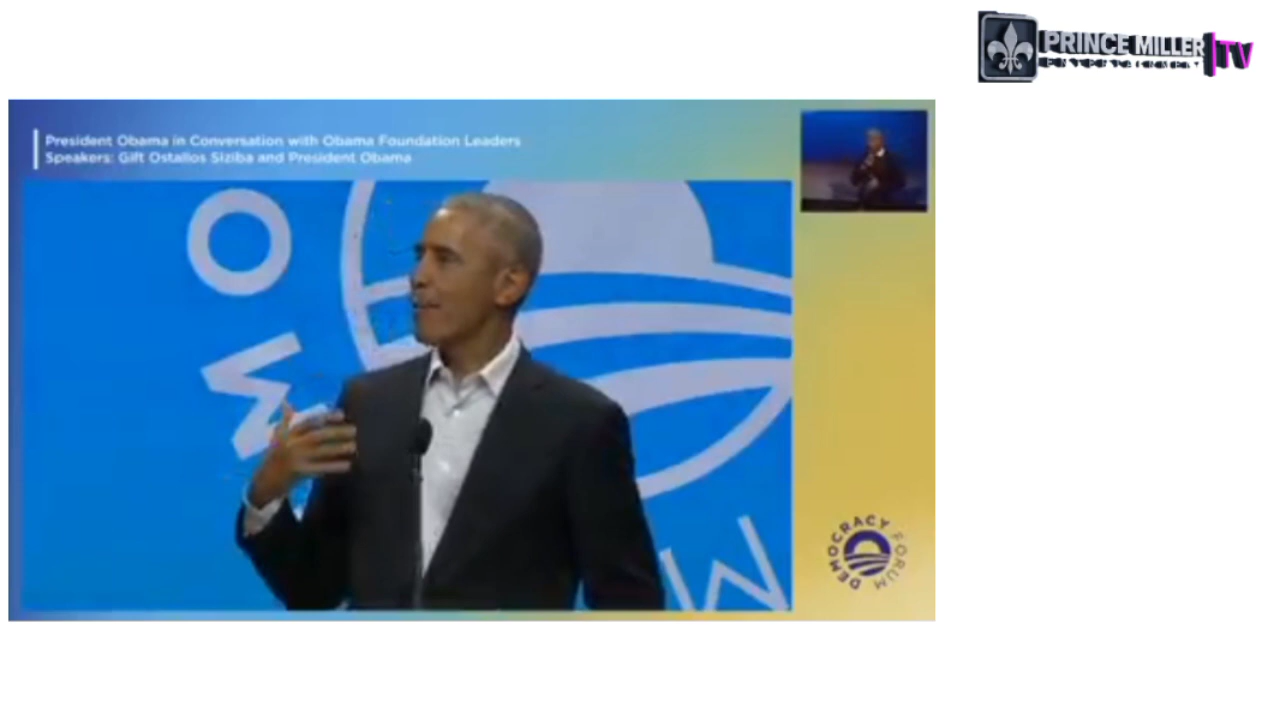 PRINCE MILLER TV
ENTERTAINMENT
President Obama in Conversation with Obama Foundation Leaders
Speakers: Gift Ostallos Siziba and President Obama
DEMOCRACY FORUM